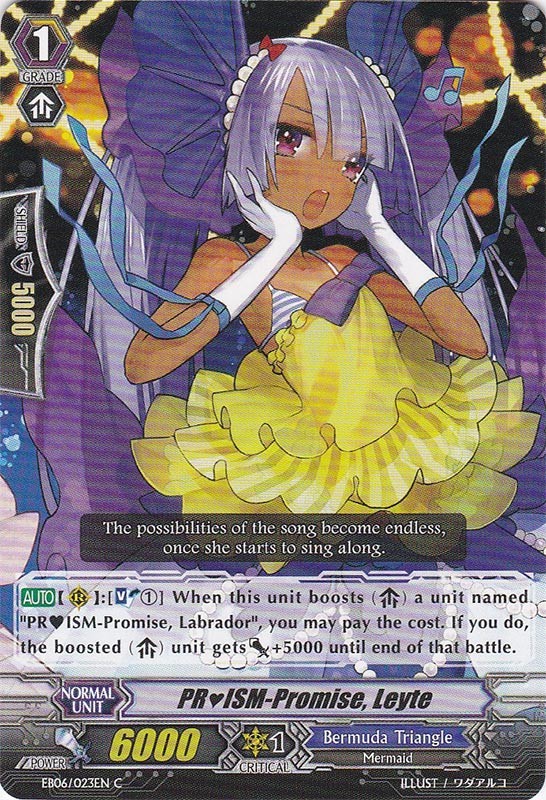 1
GRADE
SHIELD
5000
The possibilities of the song become endless,
once she starts to sing along.
AUTO【 R 】:[V ①] When this unit boosts ( ) a unit named
"PR♥ISM-Promise, Labrador", you may pay the cost. If you do,
the boosted ( ) unit gets +5000 until end of that battle.
NORMAL
UNIT
PR♥ISM-Promise, Leyte
POWER
6000
1
CRITICAL
Bermuda Triangle
Mermaid
EB06/023EN C
ILLUST / ワダアルコ